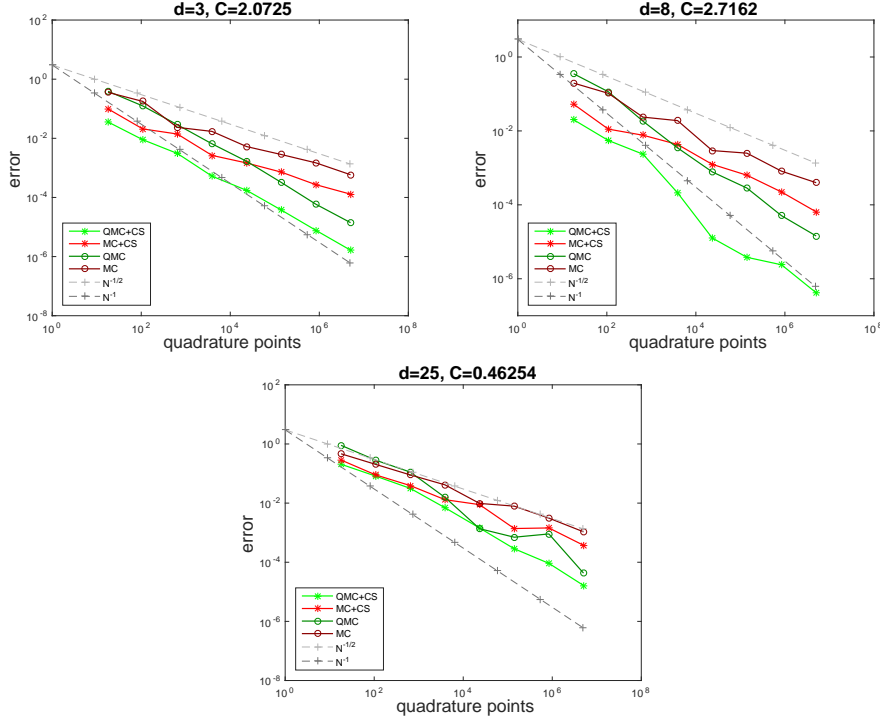 d=3, C=2.0725
10^2
10^0
10^-2
10^-4
10^-6
10^-8
error
QMC+CS
MC+CS
QMC
MC
N^-1/2
N^-1
10^0
10^2
10^4
10^6
10^8
quadrature points
d=8, C=2.7162
10^0
10^-2
10^-4
10^-6
error
QMC+CS
MC+CS
QMC
MC
N^-1/2
N^-1
10^0
10^2
10^4
10^6
10^8
quadrature points
d=25, C=0.46254
10^2
10^0
10^-2
10^-4
10^-6
10^-8
error
QMC+CS
MC+CS
QMC
MC
N^-1/2
N^-1
10^0
10^2
10^4
10^6
10^8
quadrature points